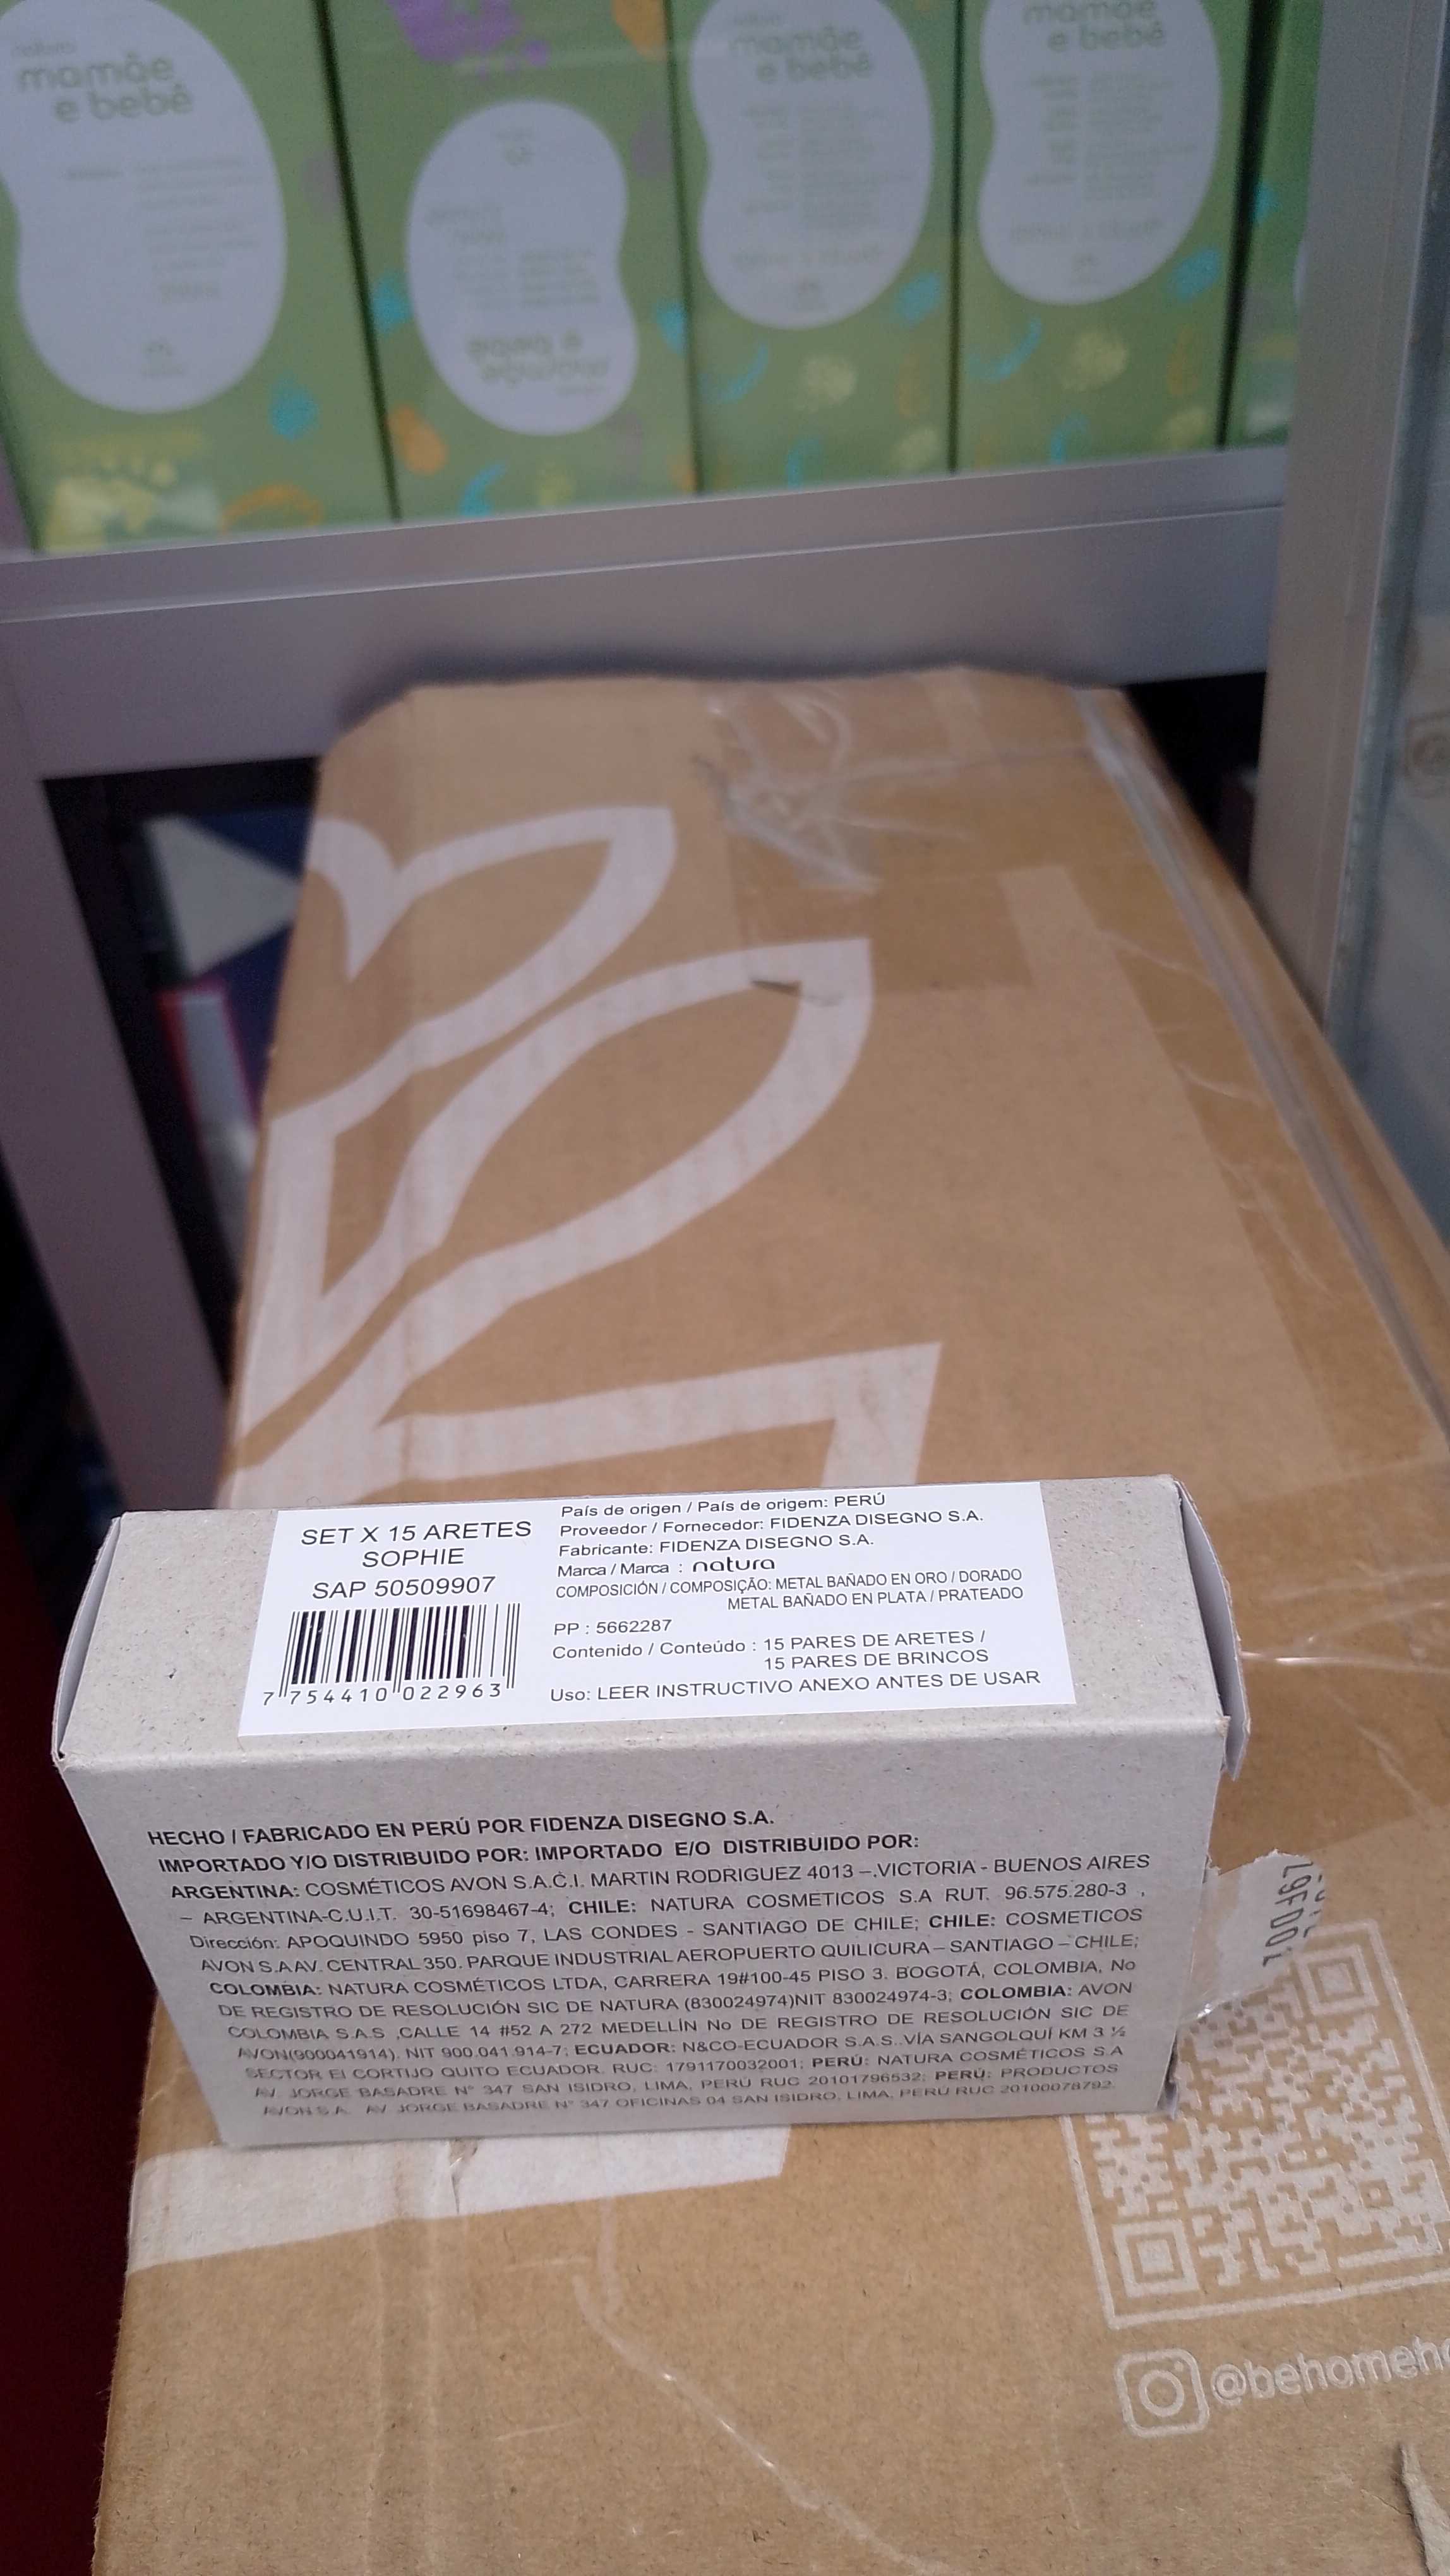 natura
mamãe
e bebê
mamãe
e bebê
mamãe
e bebê
mamãe
e bebê
SET X 15 ARETES
SOPHIE
SAP 50509907
7 754410 022963
País de origen / País de origem: PERÚ
Proveedor / Fornecedor: FIDENZA DISEGNO S.A.
Fabricante: FIDENZA DISEGNO S.A.
Marca / Marca : natura
COMPOSICIÓN / COMPOSIÇÃO: METAL BAÑADO EN ORO / DORADO
METAL BAÑADO EN PLATA / PRATEADO
PP : 5662287
Contenido / Conteúdo : 15 PARES DE ARETES /
15 PARES DE BRINCOS
Uso: LEER INSTRUCTIVO ANEXO ANTES DE USAR
HECHO / FABRICADO EN PERÚ POR FIDENZA DISEGNO S.A.
IMPORTADO Y/O DISTRIBUIDO POR: IMPORTADO E/O DISTRIBUIDO POR:
ARGENTINA: COSMÉTICOS AVON S.A.C.I. MARTIN RODRIGUEZ 4013 –.VICTORIA - BUENOS AIRES
– ARGENTINA-C.U.I.T. 30-51698467-4; CHILE: NATURA COSMETICOS S.A RUT. 96.575.280-3 ,
Dirección: APOQUINDO 5950 piso 7, LAS CONDES - SANTIAGO DE CHILE; CHILE: COSMETICOS
AVON S.A AV. CENTRAL 350. PARQUE INDUSTRIAL AEROPUERTO QUILICURA – SANTIAGO – CHILE;
COLOMBIA: NATURA COSMÉTICOS LTDA, CARRERA 19#100-45 PISO 3. BOGOTÁ, COLOMBIA, No
DE REGISTRO DE RESOLUCIÓN SIC DE NATURA (830024974)NIT 830024974-3; COLOMBIA: AVON
COLOMBIA S.A.S ,CALLE 14 #52 A 272 MEDELLÍN No DE REGISTRO DE RESOLUCIÓN SIC DE
AVON(900041914). NIT 900.041.914-7; ECUADOR: N&CO-ECUADOR S.A.S..VÍA SANGOLQUÍ KM 3 ½
SECTOR El CORTIJO QUITO ECUADOR. RUC: 1791170032001; PERÚ: NATURA COSMÉTICOS S.A
AV. JORGE BASADRE N° 347 SAN ISIDRO, LIMA, PERÚ RUC 20101796532; PERÚ: PRODUCTOS
AVON S.A. AV JORGE BASADRE N° 347 OFICINAS 04 SAN ISIDRO, LIMA, PERÚ RUC 20100078792
@behomeho